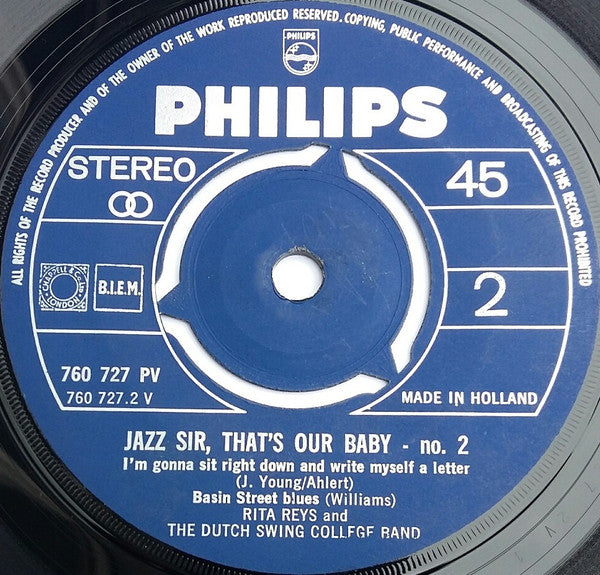 ALL RIGHTS OF THE RECORD PRODUCER AND OF THE OWNER OF THE WORK REPRODUCED RESERVED. COPYING, PUBLIC PERFORMANCE AND BROADCASTING OF THIS RECORD PROHIBITED
PHILIPS
PHILIPS
STEREO
45
CHAPPELL & Co. Ltd.
LONDON
B.I.E.M.
2
760 727 PV
760 727.2 V
MADE IN HOLLAND
JAZZ SIR, THAT'S OUR BABY - no. 2
I'm gonna sit right down and write myself a letter
(J. Young/Ahlert)
Basin Street blues (Williams)
RITA REYS and
THE DUTCH SWING COLLEGE BAND